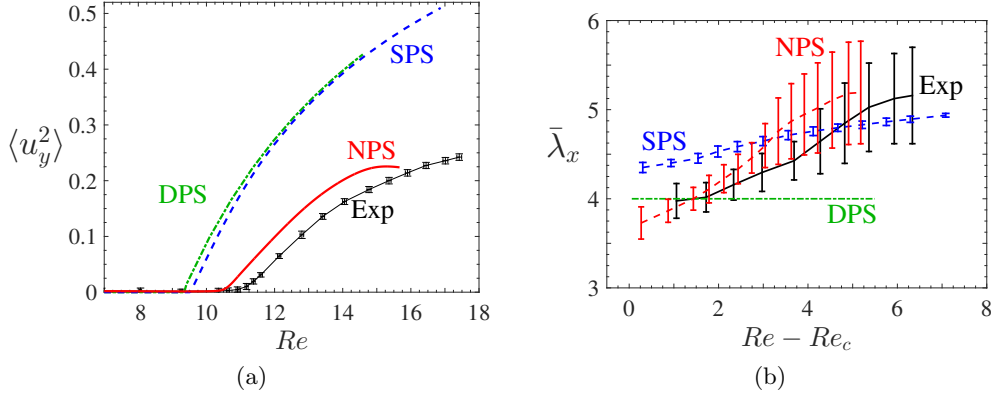 0.5
0.4
0.3
0.2
0.1
0
⟨u_y^2⟩
SPS
DPS
NPS
Exp
8 10 12 14 16 18
Re
(a)
6
5
4
3
λ̄_x
NPS
Exp
SPS
DPS
0 2 4 6 8
Re − Re_c
(b)